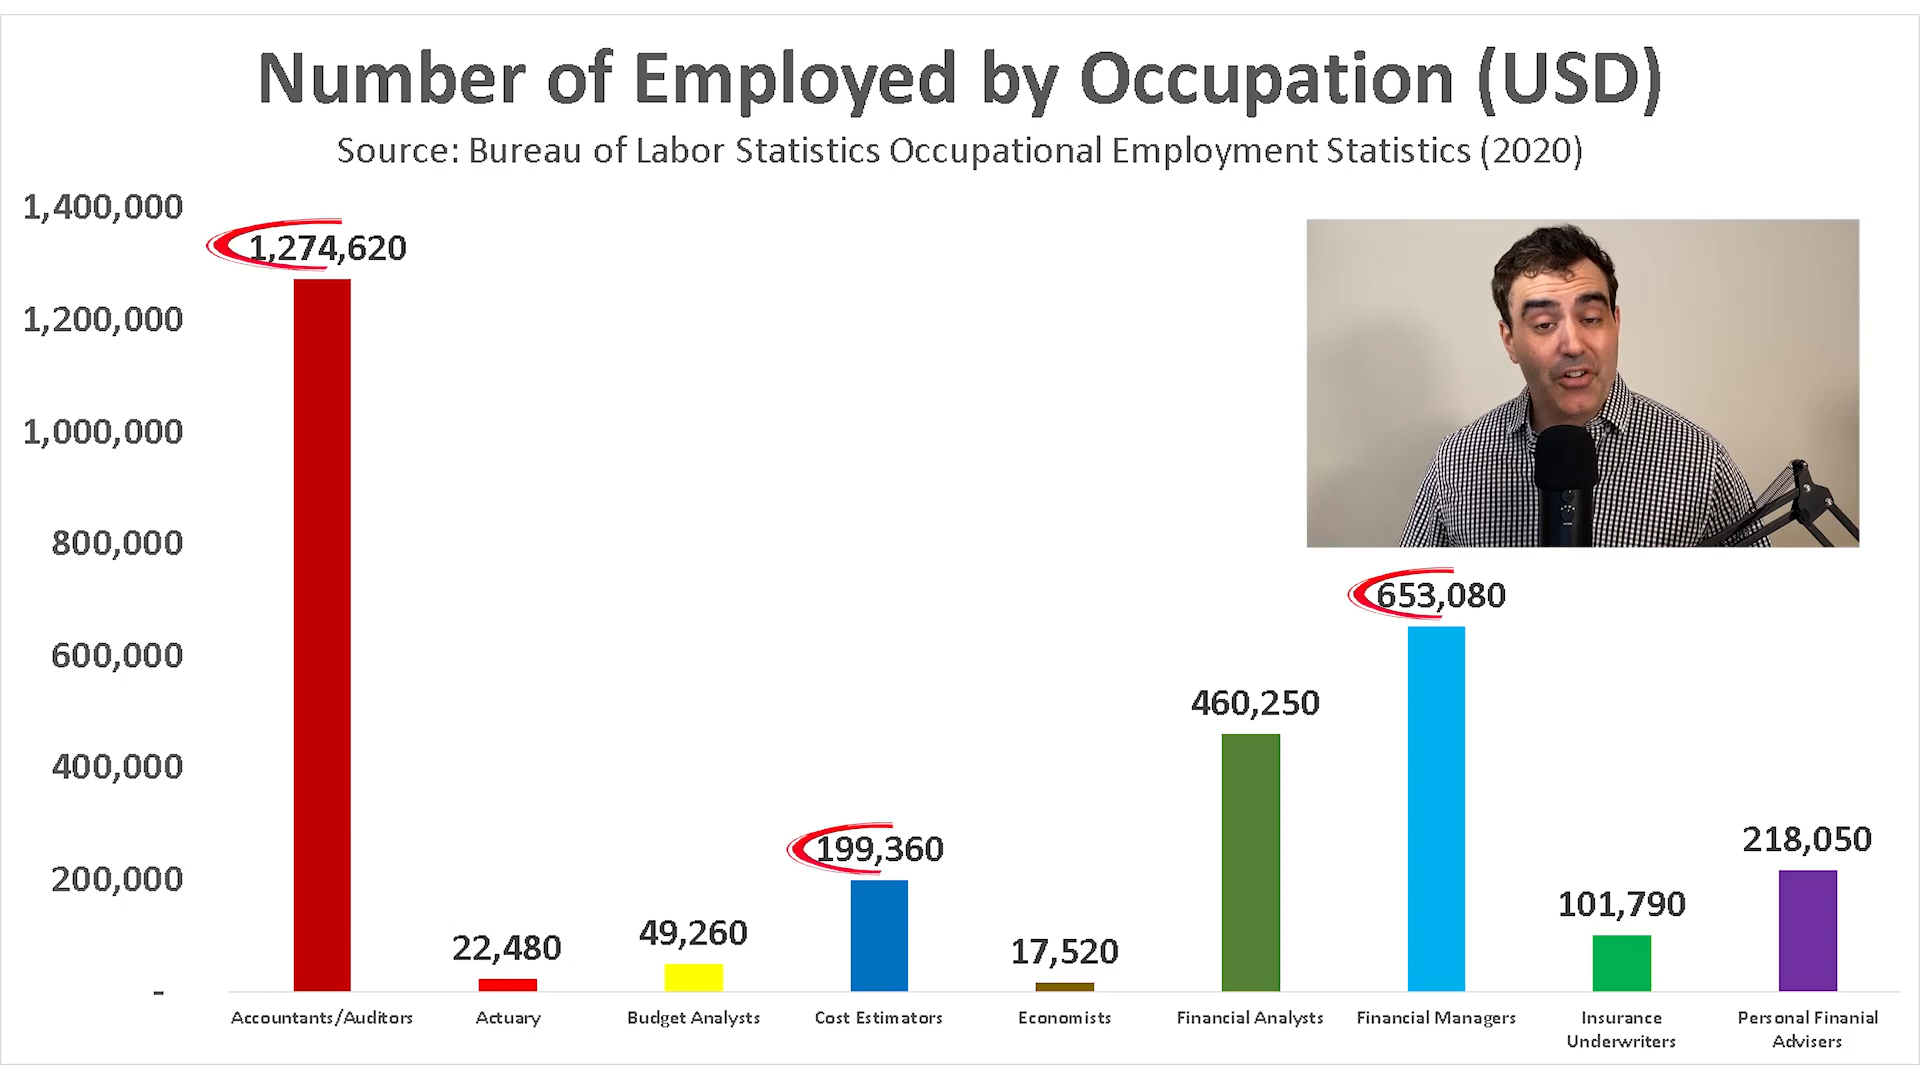 Number of Employed by Occupation (USD)
Source: Bureau of Labor Statistics Occupational Employment Statistics (2020)
1,400,000
1,200,000
1,000,000
800,000
600,000
400,000
200,000
-
1,274,620
22,480
49,260
199,360
17,520
460,250
653,080
101,790
218,050
Accountants/Auditors
Actuary
Budget Analysts
Cost Estimators
Economists
Financial Analysts
Financial Managers
Insurance
Underwriters
Personal Finanial
Advisers